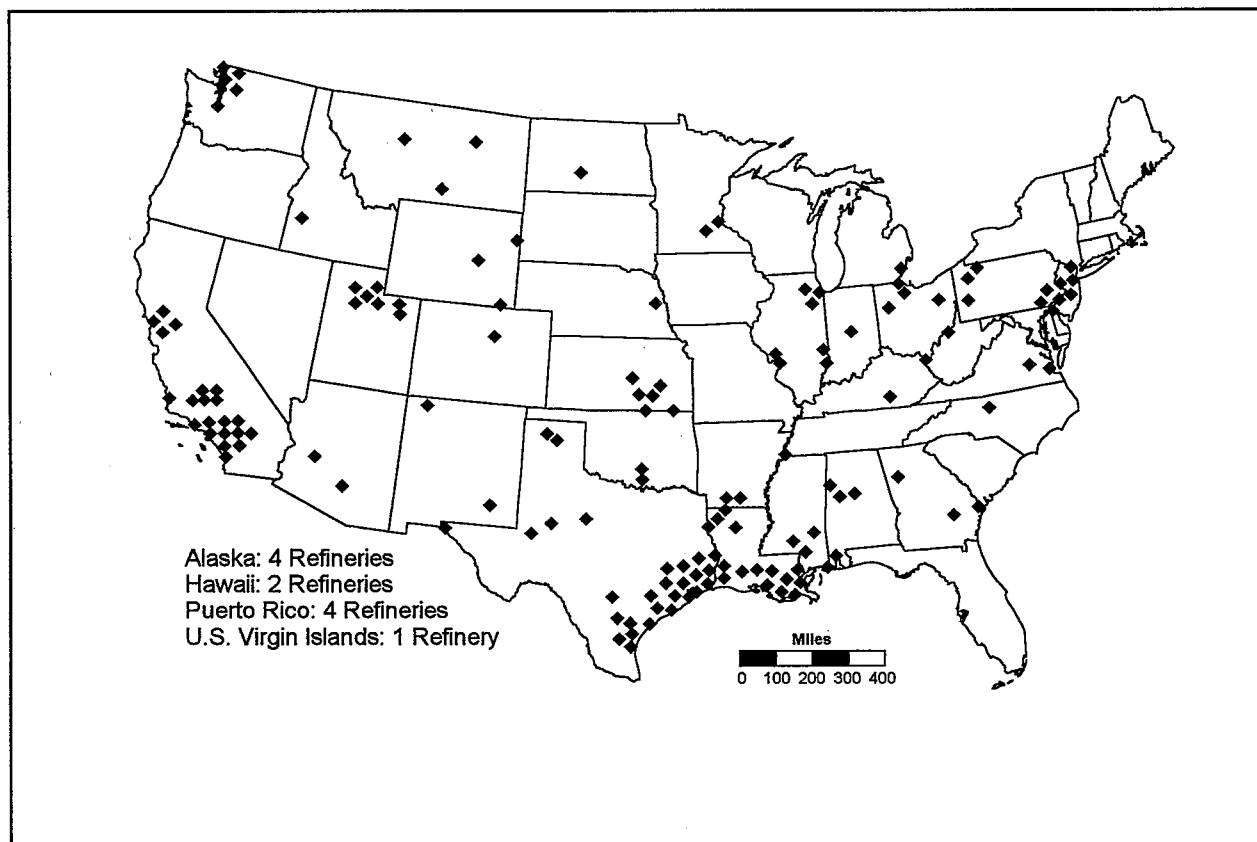 Alaska: 4 Refineries
Hawaii: 2 Refineries
Puerto Rico: 4 Refineries
U.S. Virgin Islands: 1 Refinery
Miles
0 100 200 300 400